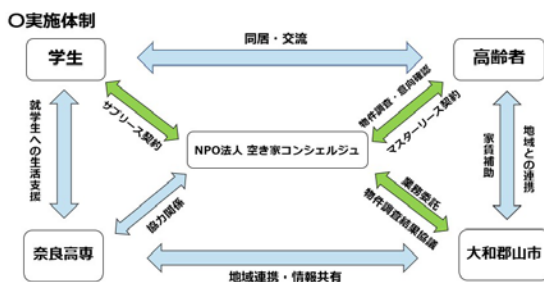 〇実施体制
学生
同居・交流
高齢者
サブリース契約
物件調査・意向確認
マスターリース契約
就学生への生活支援
NPO法人 空き家コンシェルジュ
地域との連携
家賃補助
協力関係
業務委託
物件調査結果協議
奈良高専
地域連携・情報共有
大和郡山市